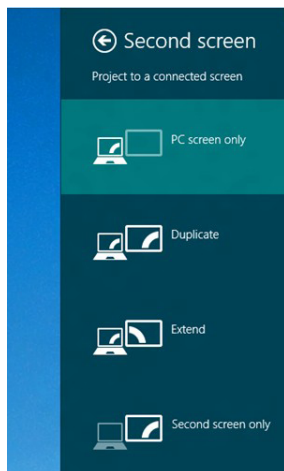 Second screen
Project to a connected screen
PC screen only
Duplicate
Extend
Second screen only